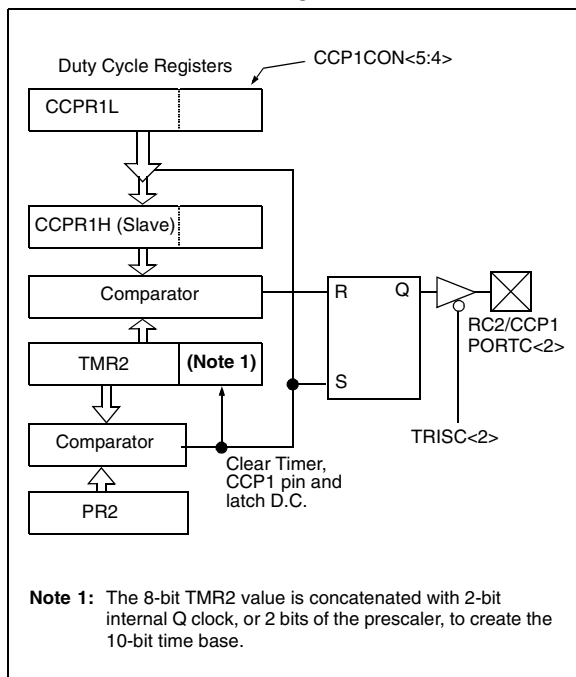 Duty Cycle Registers
CCP1CON<5:4>
CCPR1L
CCPR1H (Slave)
Comparator
TMR2
(Note 1)
Comparator
PR2
R
Q
S
RC2/CCP1
PORTC<2>
TRISC<2>
Clear Timer,
CCP1 pin and
latch D.C.
Note 1: The 8-bit TMR2 value is concatenated with 2-bit
internal Q clock, or 2 bits of the prescaler, to create the
10-bit time base.